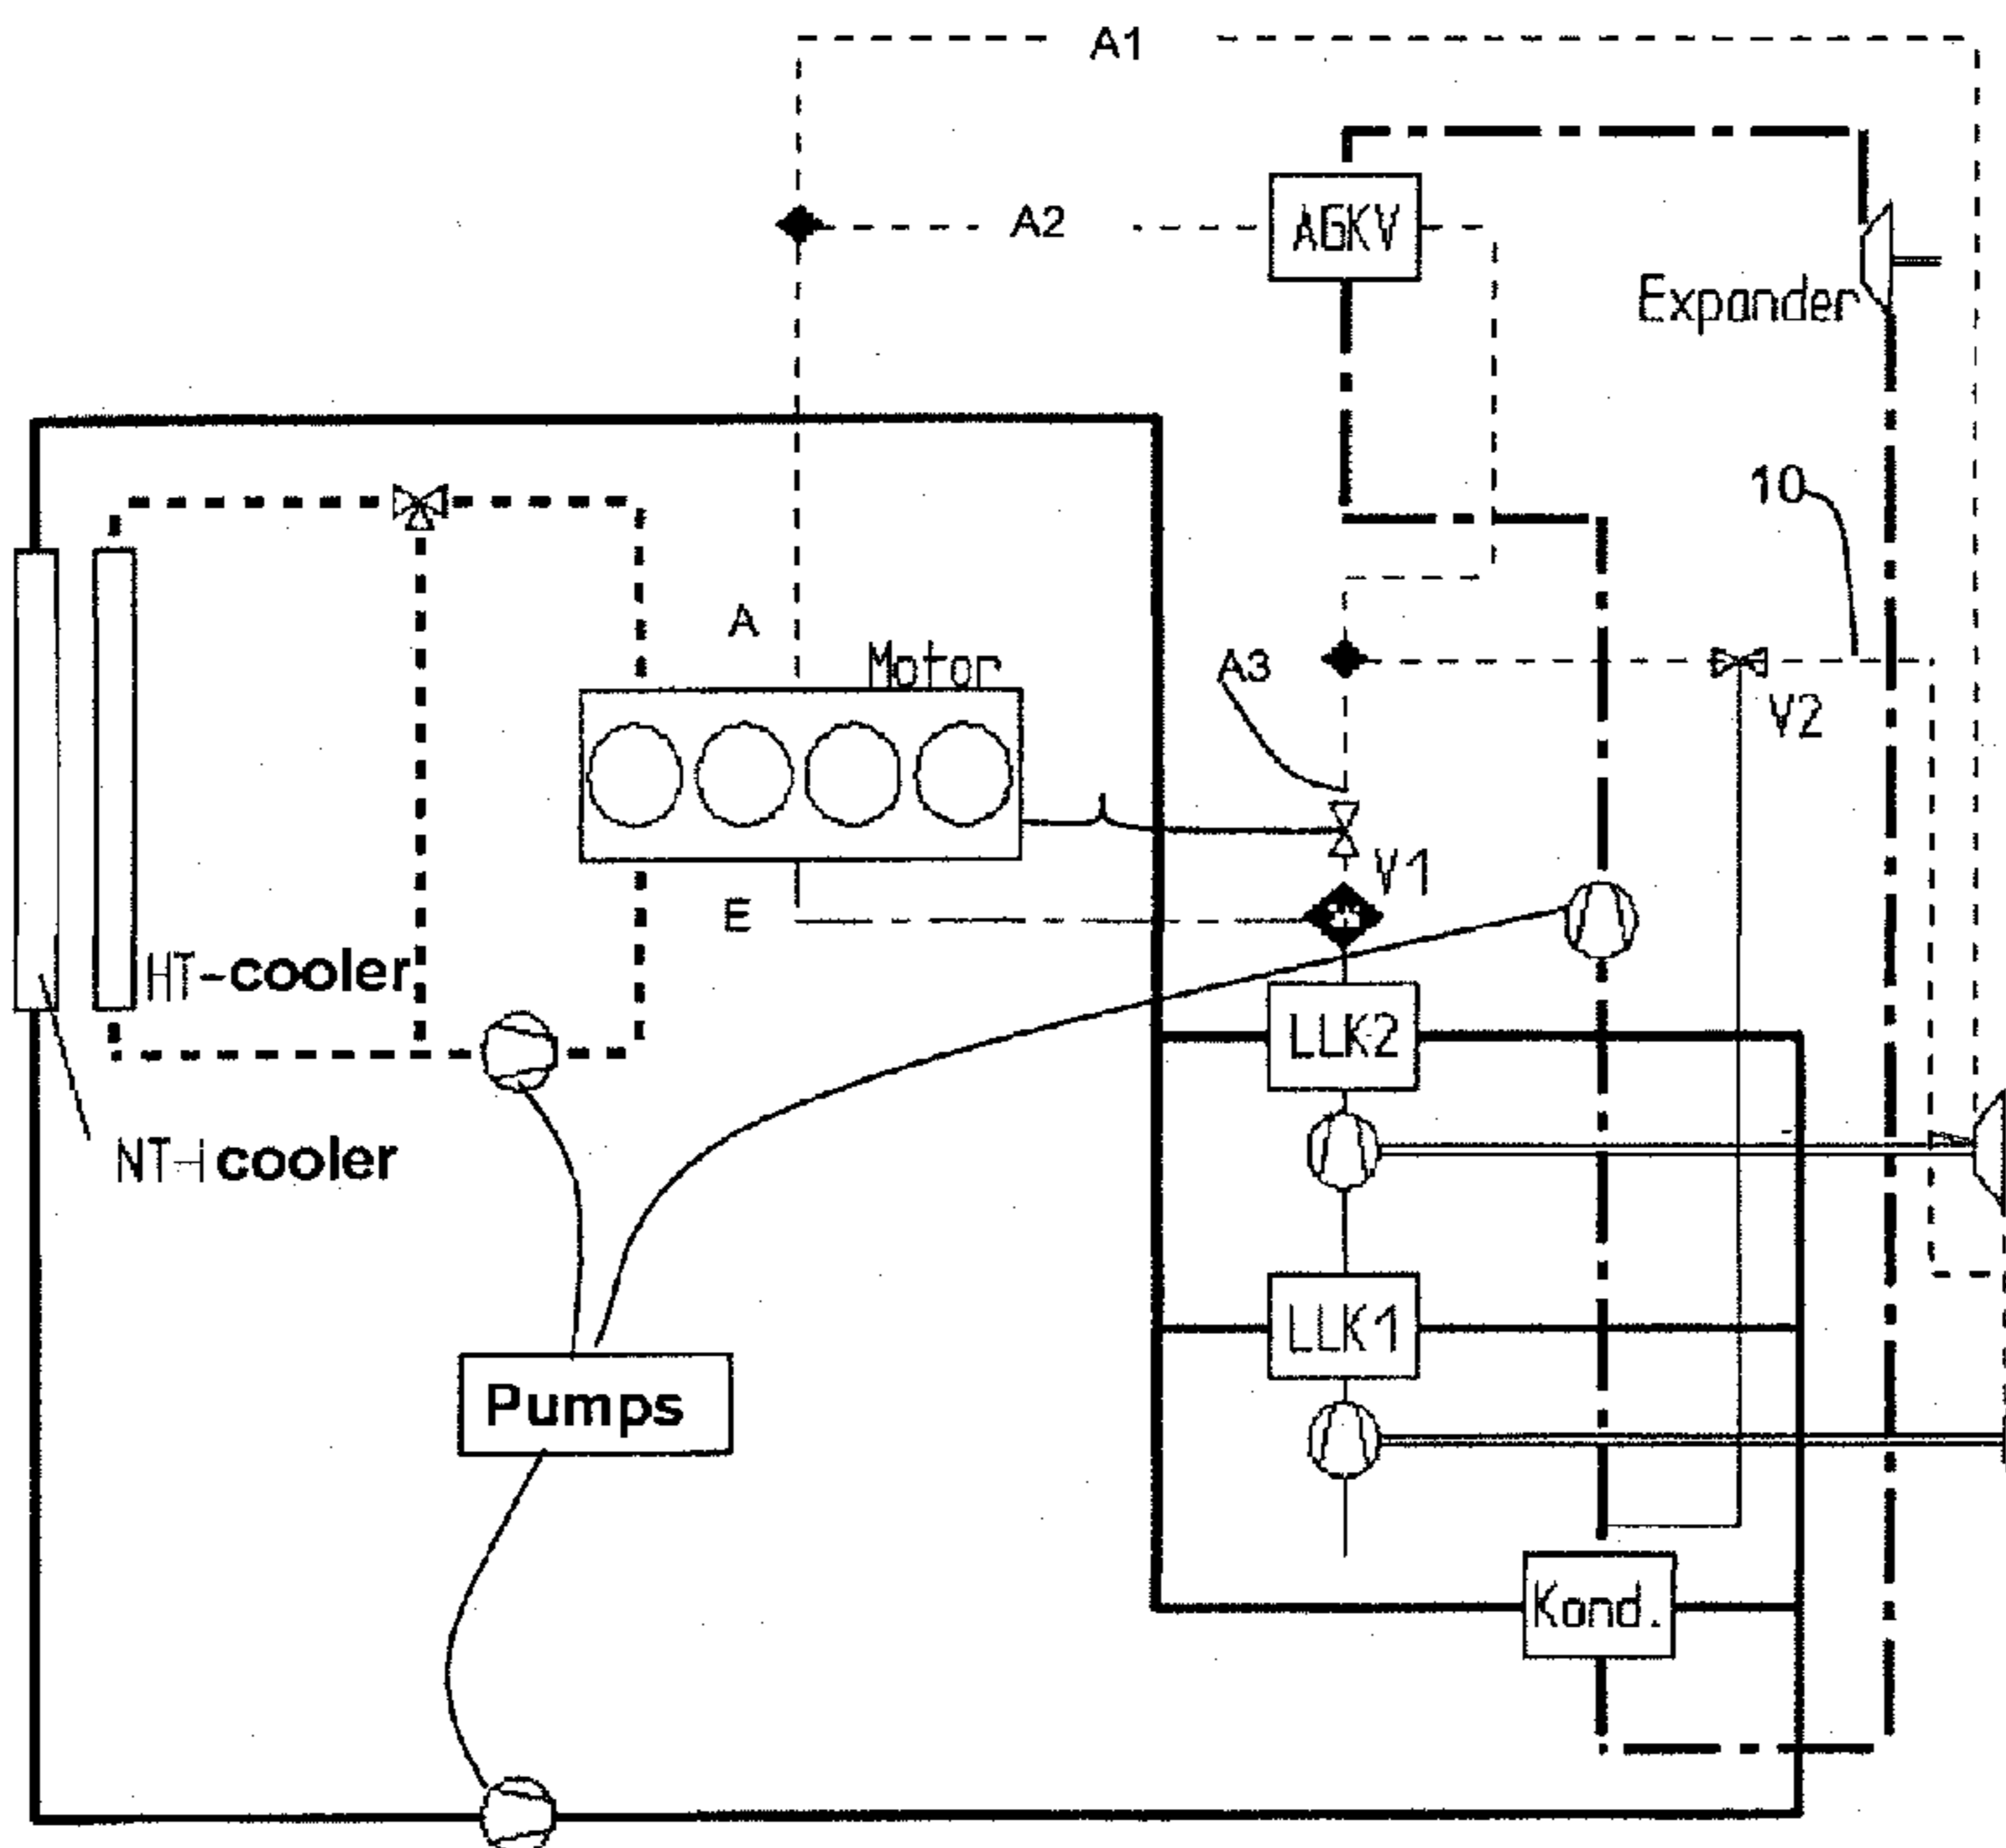 A1
A2
AGKV
Expander
10
A
Motor
A3
V2
V1
E
HT-cooler
LLK2
NT-cooler
LLK1
Pumps
Kond.